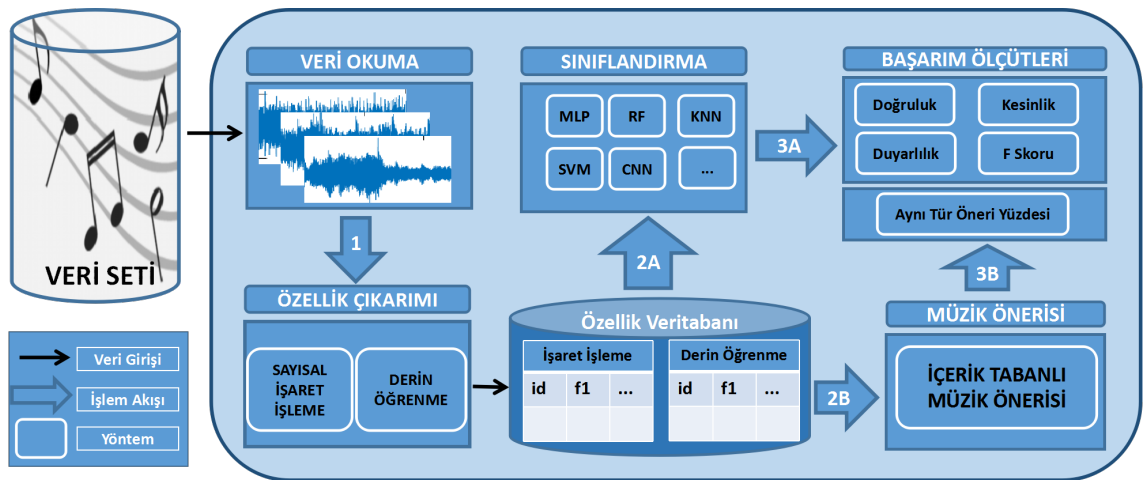 VERİ SETİ
VERİ OKUMA
1
ÖZELLİK ÇIKARIMI
SAYISAL
İŞARET
İŞLEME
DERİN
ÖĞRENME
SINIFLANDIRMA
MLP
RF
KNN
SVM
CNN
...
2A
Özellik Veritabanı
İşaret İşleme
id f1 ...
Derin Öğrenme
id f1 ...
3A
2B
BAŞARIM ÖLÇÜTLERİ
Doğruluk
Kesinlik
Duyarlılık
F Skoru
Aynı Tür Öneri Yüzdesi
3B
MÜZİK ÖNERİSİ
İÇERİK TABANLI
MÜZİK ÖNERİSİ
Veri Girişi
İşlem Akışı
Yöntem